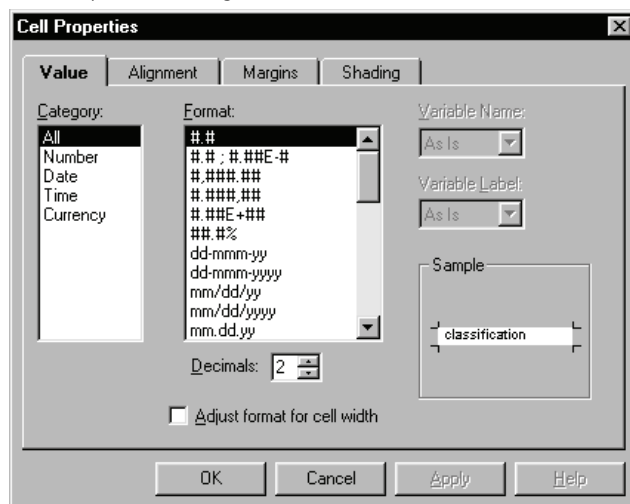 Cell Properties
Value Alignment Margins Shading
Category: Format: Variable Name:
All
Number
Date
Time
Currency
#.#
#.# ; #.##E-#
#,###.##
#.###,##
#.##E+##
##.#%
dd-mmm-yy
dd-mmm-yyyy
mm/dd/yy
mm/dd/yyyy
mm.dd.yy
As Is
Variable Label:
As Is
Sample
classification
Decimals: 2
Adjust format for cell width
OK Cancel Apply Help